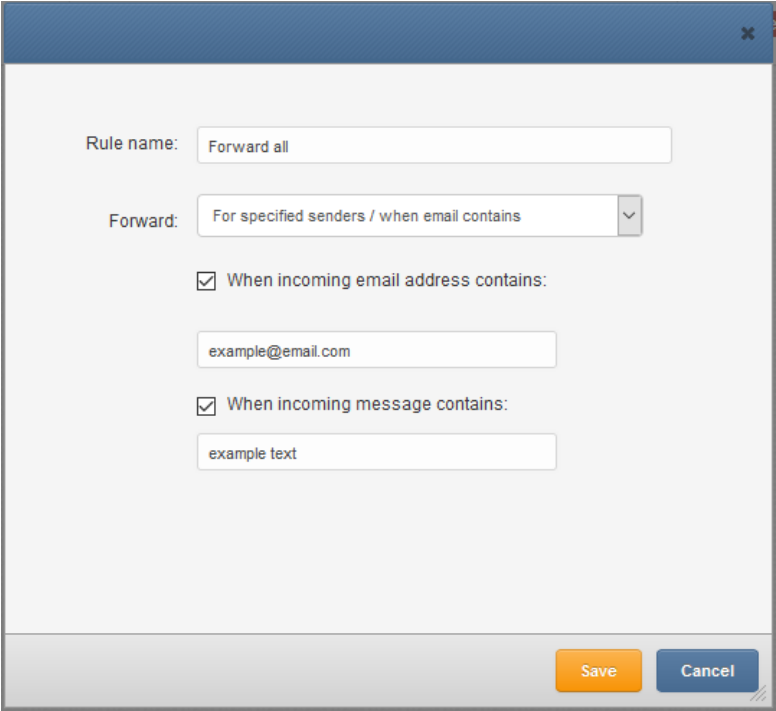 Rule name: Forward all
Forward: For specified senders / when email contains
When incoming email address contains:
example@email.com
When incoming message contains:
example text
Save Cancel